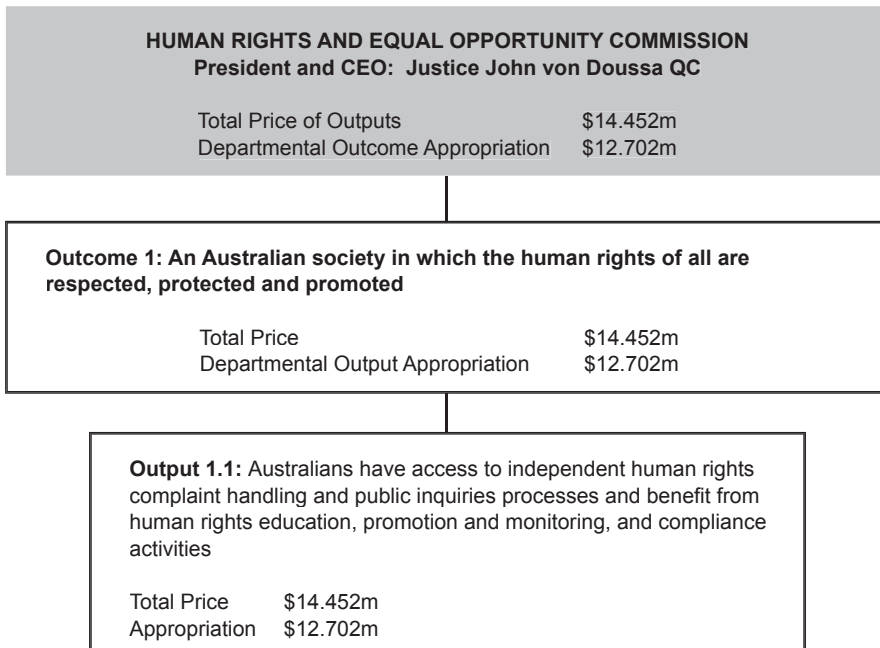 HUMAN RIGHTS AND EQUAL OPPORTUNITY COMMISSION
President and CEO: Justice John von Doussa QC
Total Price of Outputs $14.452m
Departmental Outcome Appropriation $12.702m
Outcome 1: An Australian society in which the human rights of all are
respected, protected and promoted
Total Price $14.452m
Departmental Output Appropriation $12.702m
Output 1.1: Australians have access to independent human rights
complaint handling and public inquiries processes and benefit from
human rights education, promotion and monitoring, and compliance
activities
Total Price $14.452m
Appropriation $12.702m